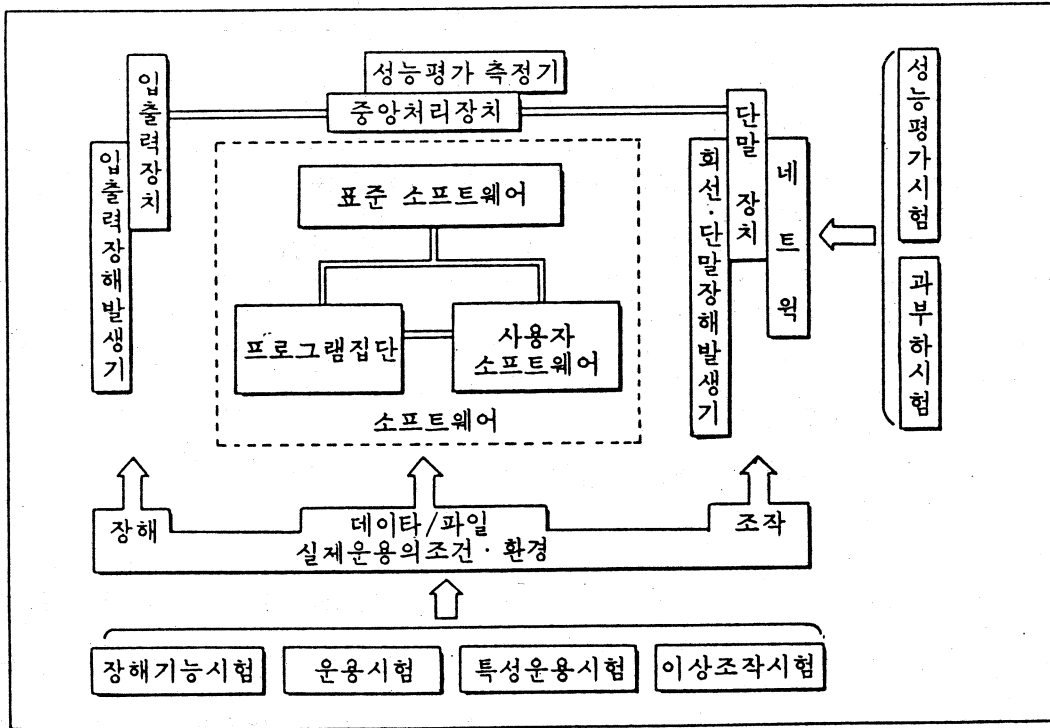 성능평가 측정기
중앙처리장치
입출력장치
입출력장해발생기
단말 장치
회선·단말장해발생기
네트웍
성능평가시험
과부하시험
표준 소프트웨어
프로그램집단
사용자
소프트웨어
소프트웨어
장해
데이타/파일
실제운용의조건·환경
조작
장해기능시험
운용시험
특성운용시험
이상조작시험